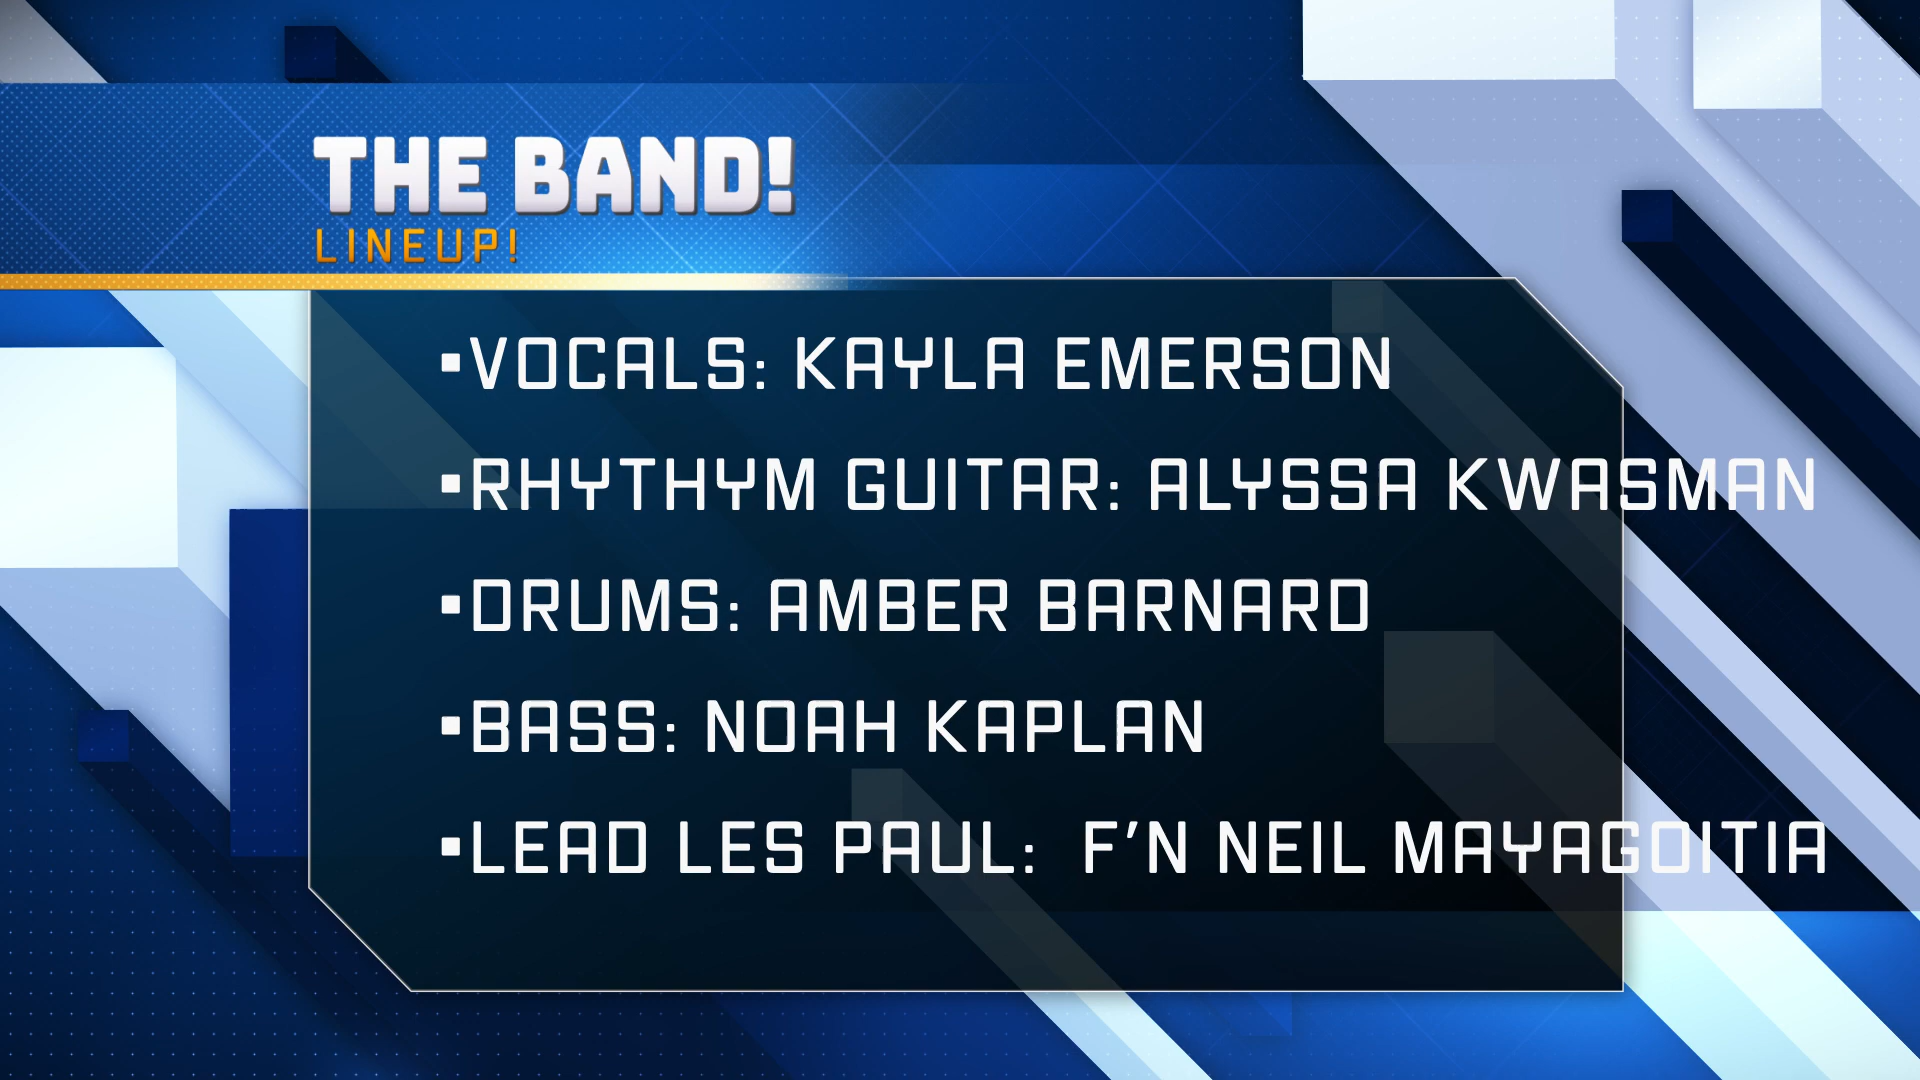 THE BAND!
LINEUP!
▪VOCALS: KAYLA EMERSON
▪RHYTHYM GUITAR: ALYSSA KWASMAN
▪DRUMS: AMBER BARNARD
▪BASS: NOAH KAPLAN
▪LEAD LES PAUL:  F’N NEIL MAYAGOITIA